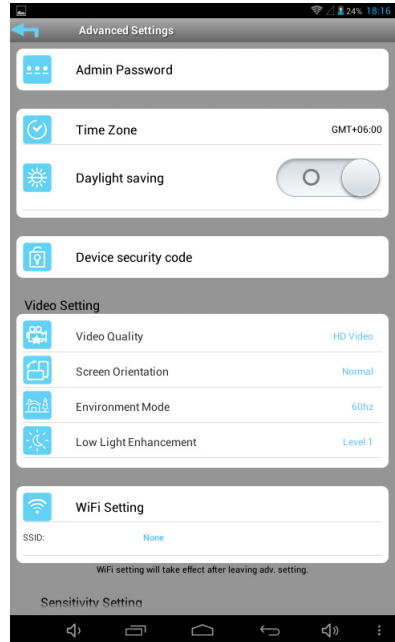 24% 18:16
Advanced Settings
Admin Password
Time Zone GMT+06:00
Daylight saving
Device security code
Video Setting
Video Quality HD Video
Screen Orientation Normal
Environment Mode 60hz
Low Light Enhancement Level 1
WiFi Setting
SSID: None
WiFi setting will take effect after leaving adv. setting.
Sensitivity Setting